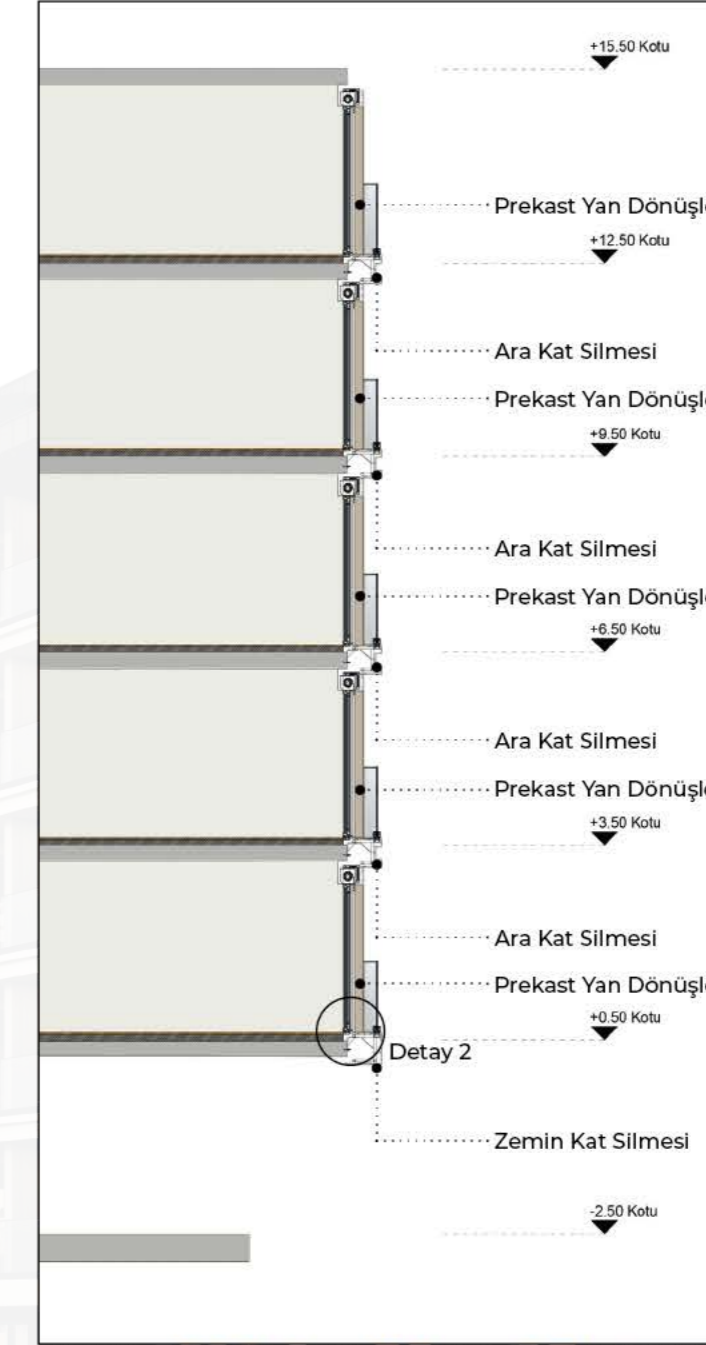 +15.50 Kotu
Prekast Yan Dönüşl
+12.50 Kotu
Ara Kat Silmesi
Prekast Yan Dönüşl
+9.50 Kotu
Ara Kat Silmesi
Prekast Yan Dönüşl
+6.50 Kotu
Ara Kat Silmesi
Prekast Yan Dönüşl
+3.50 Kotu
Ara Kat Silmesi
Prekast Yan Dönüşl
+0.50 Kotu
Detay 2
Zemin Kat Silmesi
-2.50 Kotu